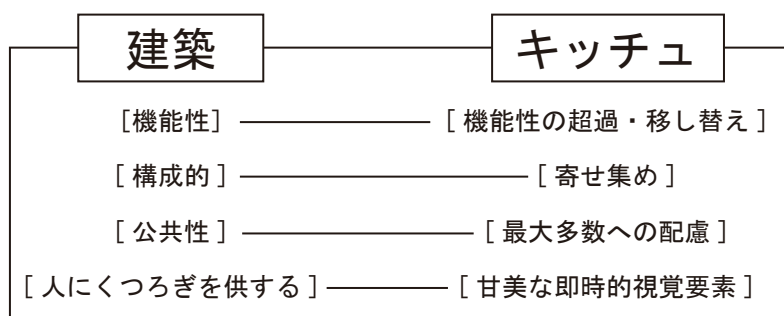 建築 キッチュ
[機能性] [ 機能性の超過・移し替え ]
[ 構成的 ] [ 寄せ集め ]
[ 公共性 ] [ 最大多数への配慮 ]
[ 人にくつろぎを供する ] [ 甘美な即時的視覚要素 ]